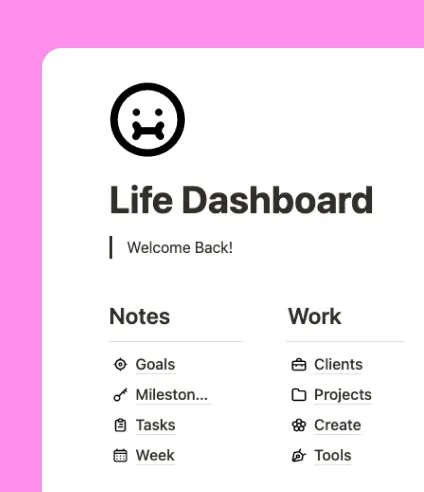 Life Dashboard
Welcome Back!
Notes
Goals
Mileston...
Tasks
Week
Work
Clients
Projects
Create
Tools